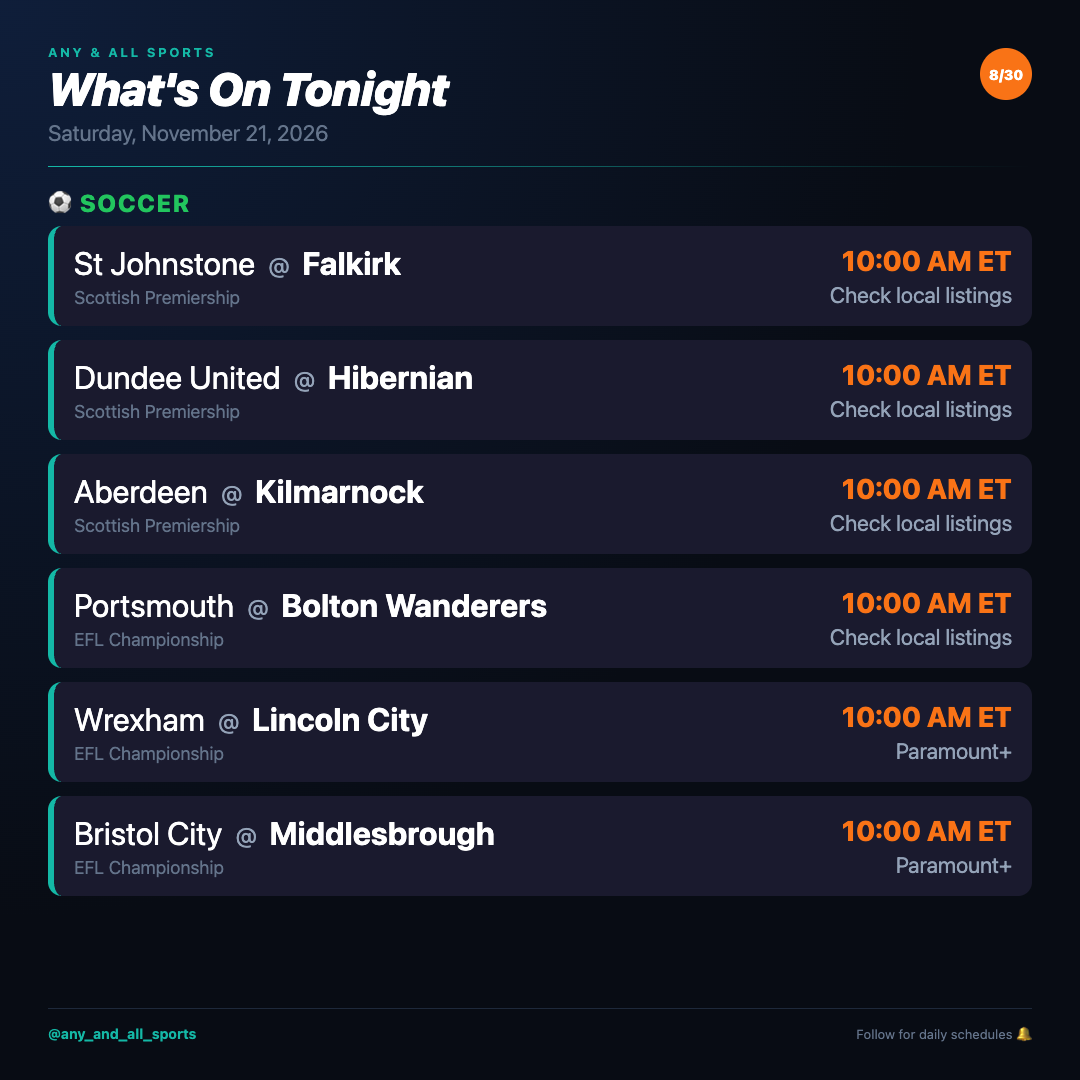 ANY & ALL SPORTS
What's On Tonight
8/30
Saturday, November 21, 2026
⚽ SOCCER
St Johnstone @ Falkirk
10:00 AM ET
Scottish Premiership
Check local listings
Dundee United @ Hibernian
10:00 AM ET
Scottish Premiership
Check local listings
Aberdeen @ Kilmarnock
10:00 AM ET
Scottish Premiership
Check local listings
Portsmouth @ Bolton Wanderers
10:00 AM ET
EFL Championship
Check local listings
Wrexham @ Lincoln City
10:00 AM ET
EFL Championship
Paramount+
Bristol City @ Middlesbrough
10:00 AM ET
EFL Championship
Paramount+
@any_and_all_sports
Follow for daily schedules 🔔